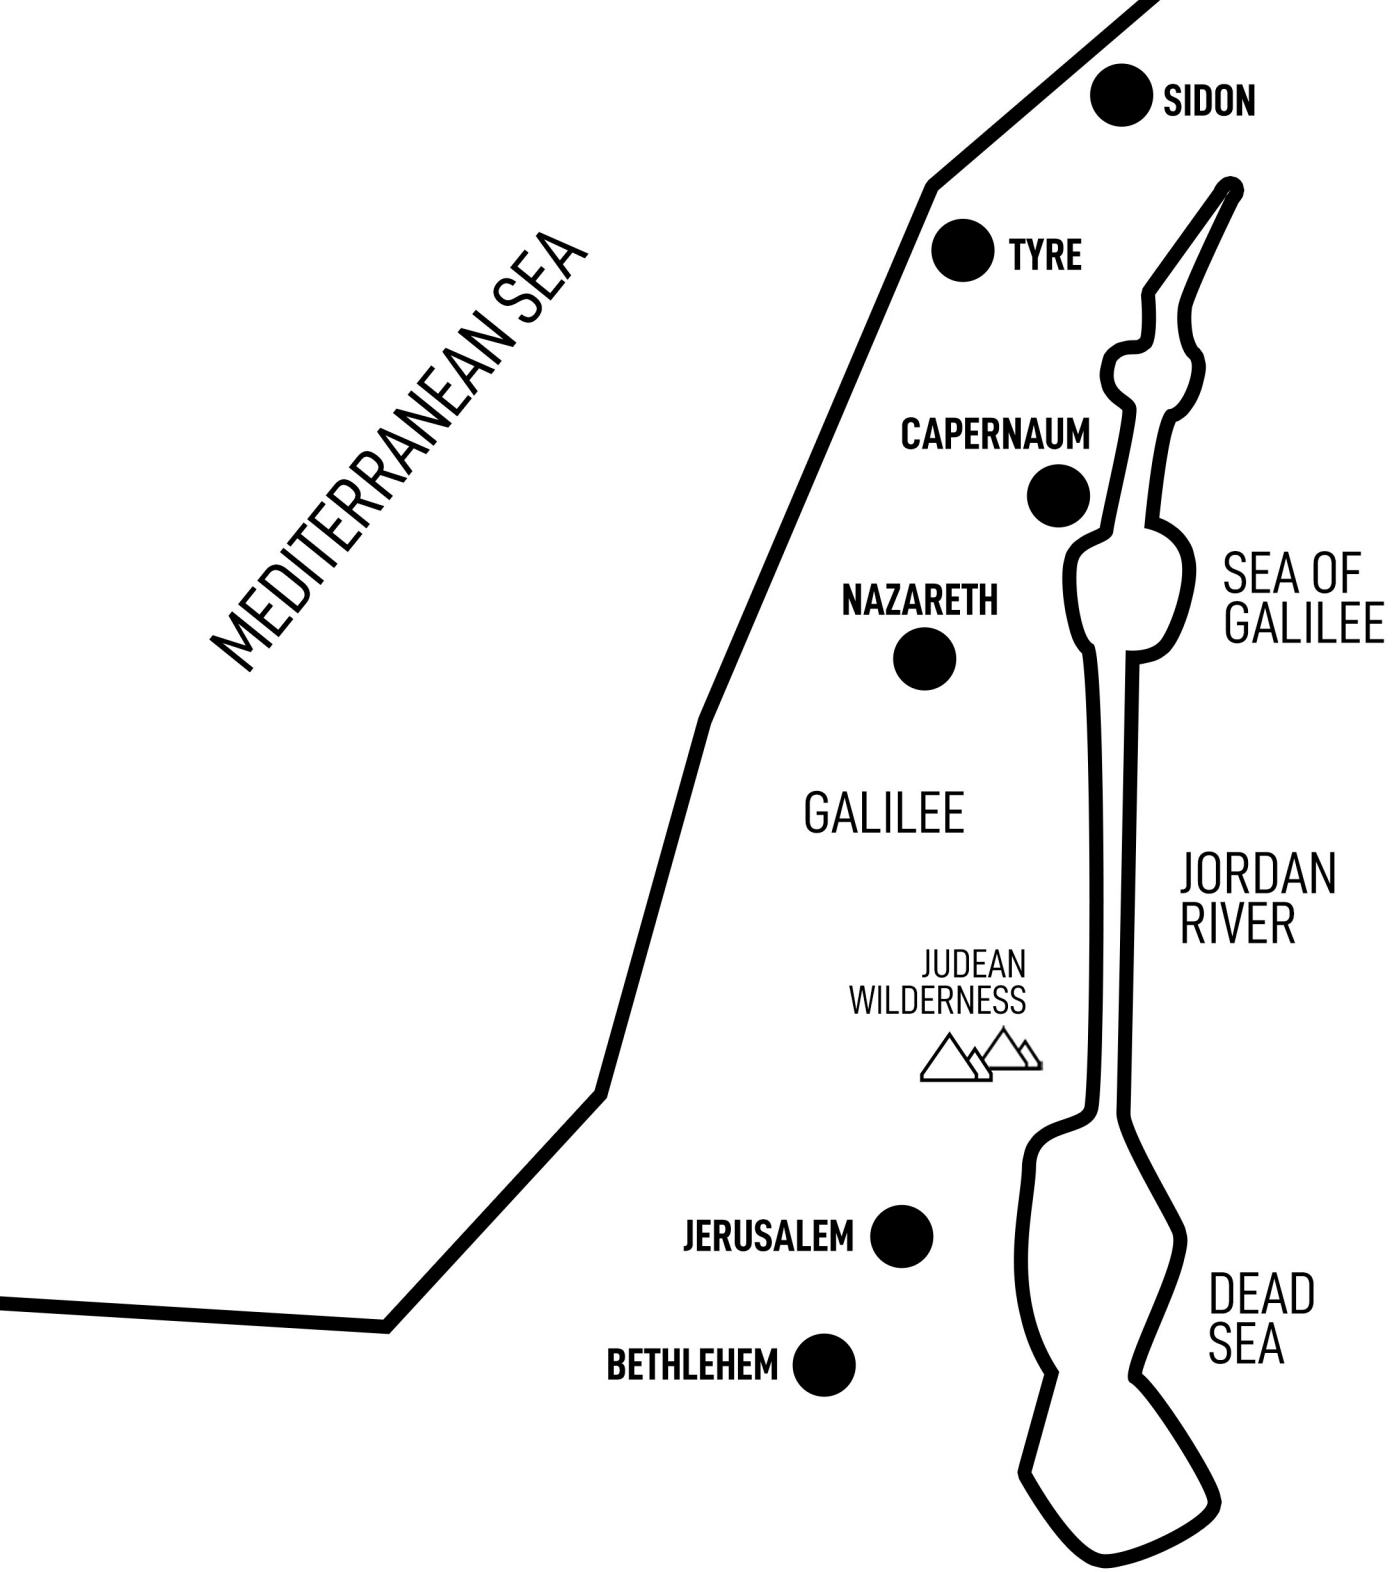 SIDON
TYRE
MEDITERRANEAN SEA
CAPERNAUM
SEA OF
GALILEE
NAZARETH
GALILEE
JORDAN
RIVER
JUDEAN
WILDERNESS
JERUSALEM
DEAD
SEA
BETHLEHEM